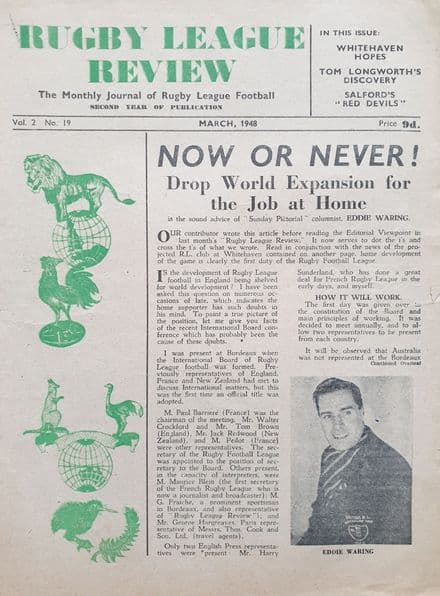 RUGBY LEAGUE
REVIEW
The Monthly Journal of Rugby League Football
SECOND YEAR OF PUBLICATION
IN THIS ISSUE:
WHITEHAVEN
HOPES
TOM LONGWORTH'S
DISCOVERY
SALFORD'S
"RED DEVILS"
Vol. 2 No. 19
MARCH, 1948
Price 9d.
NOW OR NEVER!
Drop World Expansion for
the Job at Home
is the sound advice of "Sunday Pictorial" columnist, EDDIE WARING.
OUR contributor wrote this article before reading the Editorial Viewpoint in
last month's "Rugby League Review." It now serves to dot the i's and
cross the t's of what we wrote. Read in conjunction with the news of the pro-
jected R.L. club at Whitehaven contained on another page, home development
of the game is clearly the first duty of the Rugby Football League.
IS the development of Rugby League
football in England being shelved
for world development? I have been
asked this question on numerous oc-
casions of late, which indicates the
home supporter has such doubts in
his mind. To paint a true picture of
the position, let me give you facts
of the recent International Board con-
ference which has probably been the
cause of these doubts.
I was present at Bordeaux when
the International Board of Rugby
League football was formed. Pre-
viously representatives of England,
France and New Zealand had met to
discuss International matters, but this
was the first time an official title was
adopted.
M. Paul Barriere (France) was the
chairman of the meeting. Mr. Walter
Crockford and Mr. Tom Brown
(England), Mr. Jack Redwood (New
Zealand), and M. Peilot (France)
were other representatives. The sec-
retary of the Rugby Football League
was appointed to the position of sec-
retary to the Board. Others present,
in the capacity of interpreters, were
M. Maurice Blein (the first secretary
of the French Rugby League, who is
now a journalist and broadcaster); M.
G. Fraiche, a prominent sportsman
in Bordeaux, and also representative
of "Rugby League Review"); and
Mr. George Hargreaves, Paris repre-
sentative of Messrs. Thos. Cook and
Son, Ltd. (travel agents).
Only two English Press representa-
tives were present: Mr. Harry
Sunderland, who has done a great
deal for French Rugby League in the
early days, and myself.
HOW IT WILL WORK.
The first day was given over to
the constitution of the Board and
main principles of working. It was
decided to meet annually, and to al-
low two representatives to be present
from each country.
It will be observed that Australia
was not represented at the Bordeaux
Continued Overleaf
EDDIE WARING